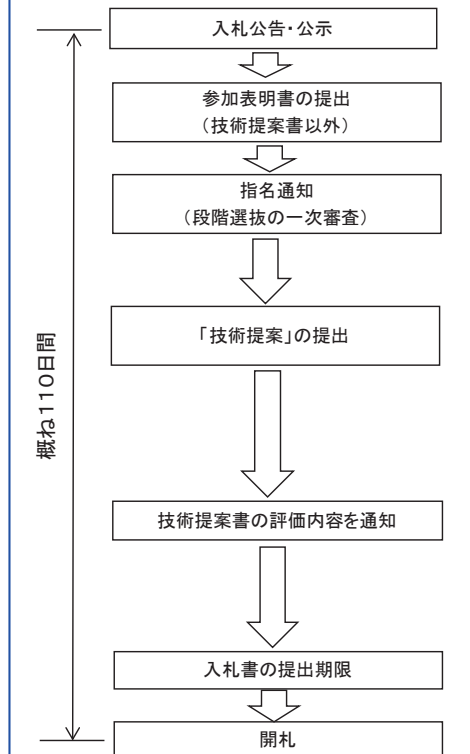 入札公告・公示
参加表明書の提出
（技術提案書以外）
指名通知
（段階選抜の一次審査）
「技術提案」の提出
概ね110日間
技術提案書の評価内容を通知
入札書の提出期限
開札